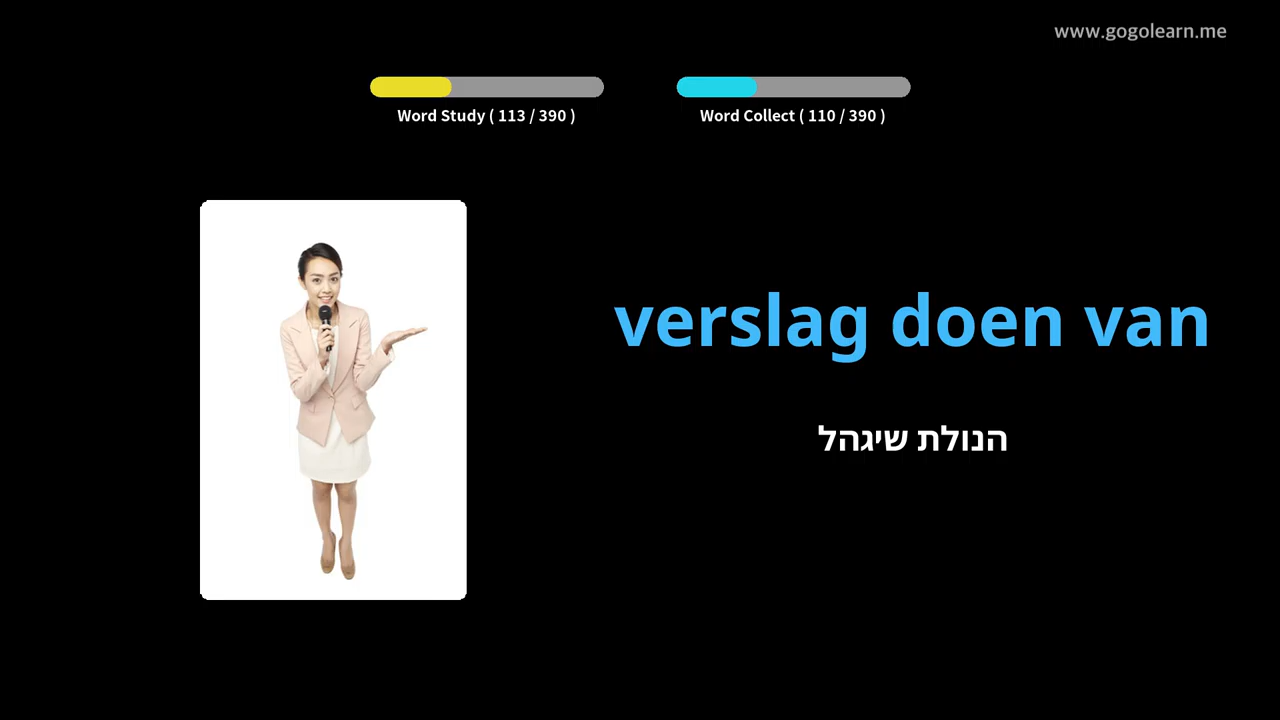 www.gogolearn.me
Word Study ( 113 / 390 )
Word Collect ( 110 / 390 )
verslag doen van
הנולת שיגהל